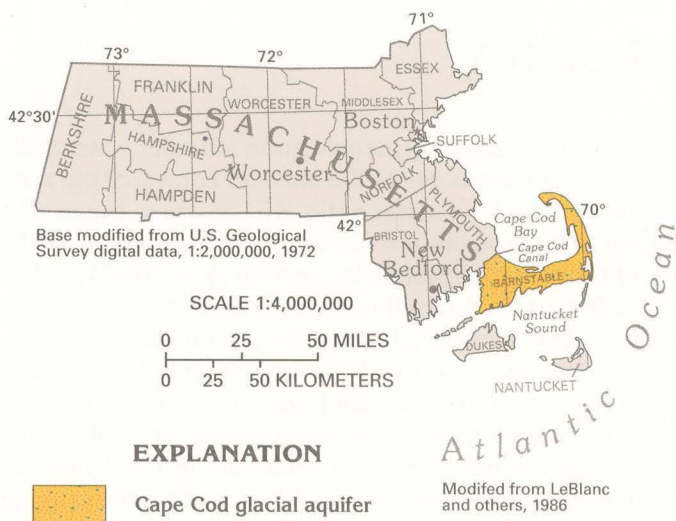 71°
73°
72°
ESSEX
FRANKLIN
WORCESTER
MIDDLESEX
42°30'
MASSACHUSETTS
Boston
BERKSHIRE
HAMPSHIRE
SUFFOLK
Worcester
NORFOLK
HAMPDEN
PLYMOUTH
70°
Cape Cod
Bay
42°
BRISTOL
Cape Cod
Canal
New
Bedford
BARNSTABLE
Base modified from U.S. Geological
Survey digital data, 1:2,000,000, 1972
SCALE 1:4,000,000
Nantucket
Sound
0 25 50 MILES
DUKES
0 25 50 KILOMETERS
NANTUCKET
Atlantic Ocean
EXPLANATION
Cape Cod glacial aquifer
Modifed from LeBlanc
and others, 1986